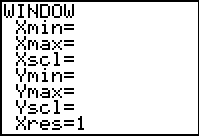 WINDOW
Xmin=
Xmax=
Xscl=
Ymin=
Ymax=
Yscl=
Xres=1